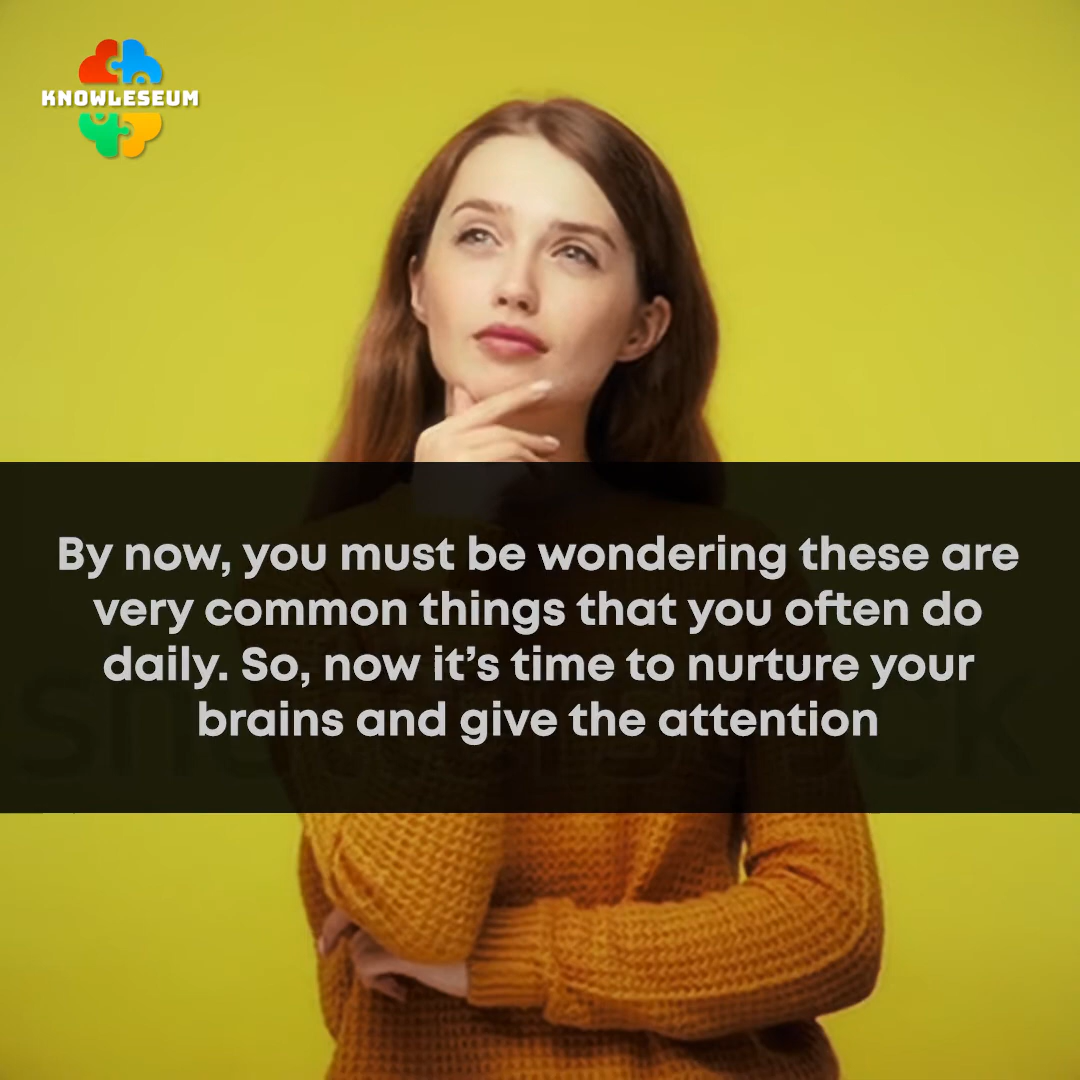 KNOWLESEUM
By now, you must be wondering these are
very common things that you often do
daily. So, now it’s time to nurture your
brains and give the attention